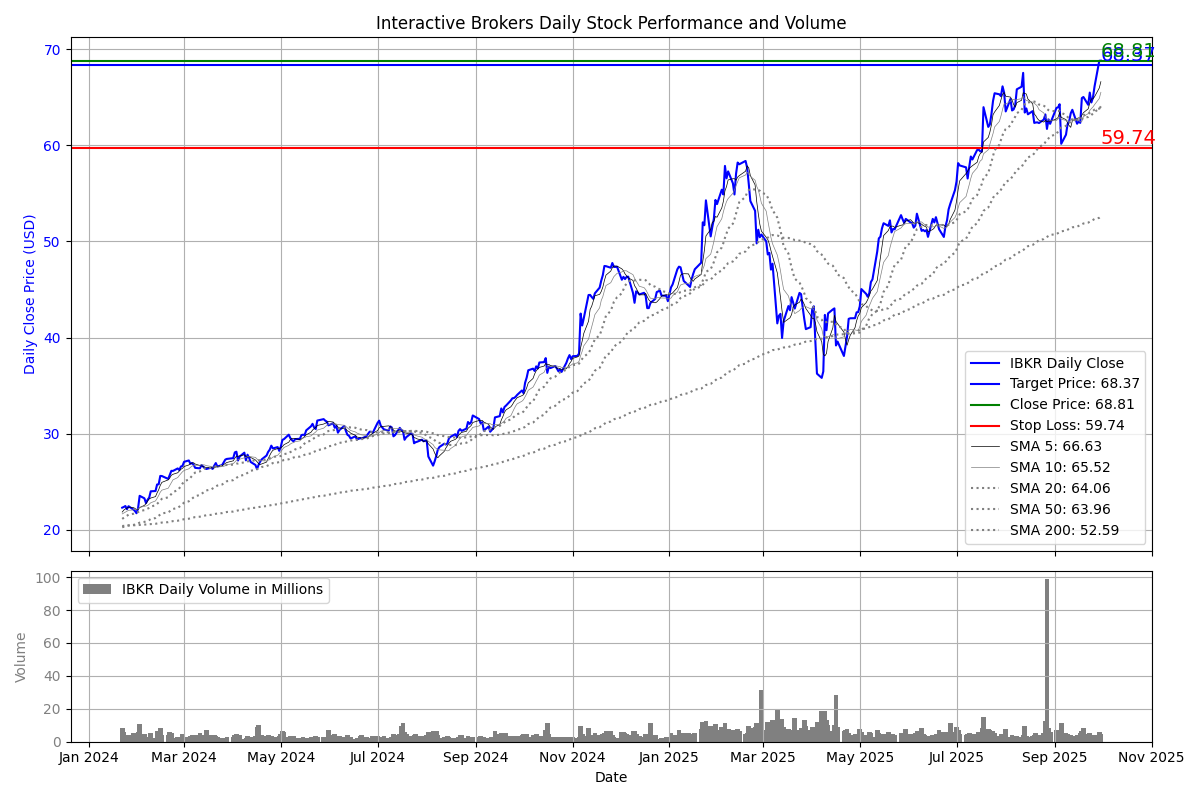 Interactive Brokers Daily Stock Performance and Volume
70
60
50
40
30
20
Daily Close Price (USD)
68.81
68.37
59.74
IBKR Daily Close
Target Price: 68.37
Close Price: 68.81
Stop Loss: 59.74
SMA 5: 66.63
SMA 10: 65.52
SMA 20: 64.06
SMA 50: 63.96
SMA 200: 52.59
100
80
60
40
20
0
Volume
IBKR Daily Volume in Millions
Jan 2024 Mar 2024 May 2024 Jul 2024 Sep 2024 Nov 2024 Jan 2025 Mar 2025 May 2025 Jul 2025 Sep 2025 Nov 2025
Date